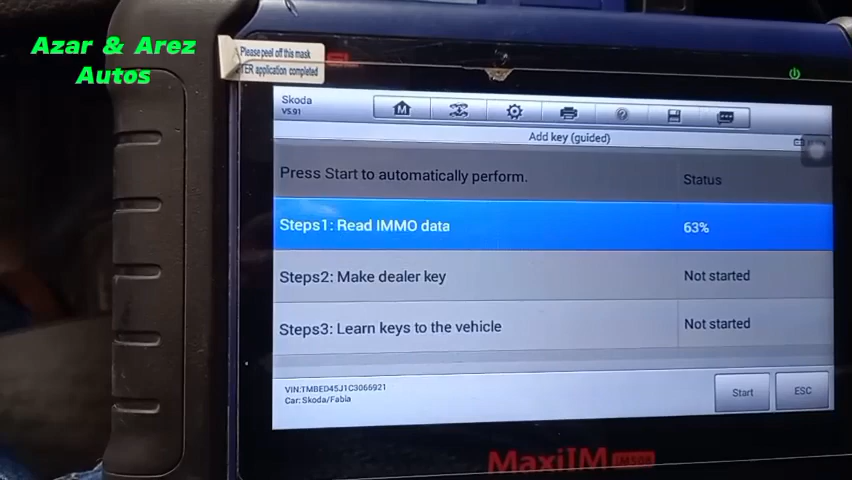 Azar & Arez
Autos
Please peel off this mask
TER application completed
Skoda
V5.91
M
Add key (guided)
Press Start to automatically perform.
Status
Steps1: Read IMMO data
63%
Steps2: Make dealer key
Not started
Steps3: Learn keys to the vehicle
Not started
VIN:TMBED45J1C3066921
Car: Skoda/Fabia
Start
ESC
MaxiIM IM508